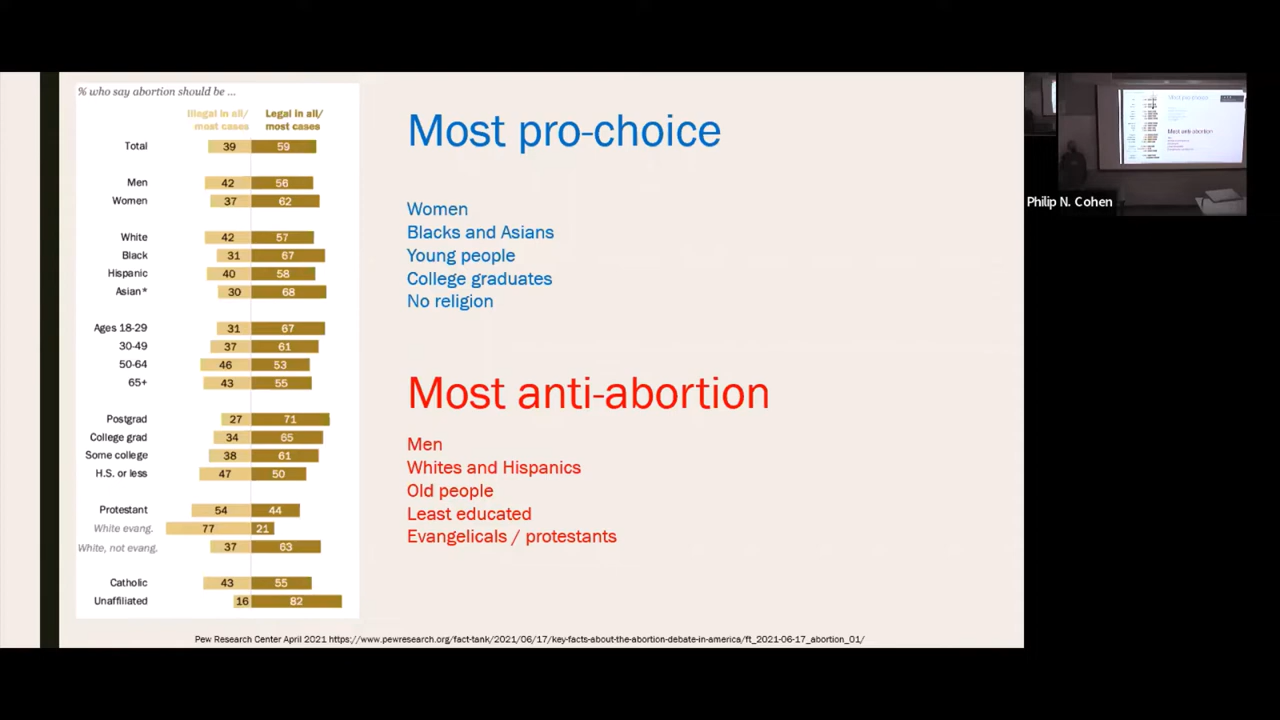 % who say abortion should be ...
Illegal in all/ Legal in all/
most cases most cases
Total 39 59
Men 42 56
Women 37 62
White 42 57
Black 31 67
Hispanic 40 58
Asian* 30 68
Ages 18-29 31 67
30-49 37 61
50-64 46 53
65+ 43 55
Postgrad 27 71
College grad 34 65
Some college 38 61
H.S. or less 47 50
Protestant 54 44
White evang. 77 21
White, not evang. 37 63
Catholic 43 55
Unaffiliated 16 82
Most pro-choice
Women
Blacks and Asians
Young people
College graduates
No religion
Most anti-abortion
Men
Whites and Hispanics
Old people
Least educated
Evangelicals / protestants
Pew Research Center April 2021 https://www.pewresearch.org/fact-tank/2021/06/17/key-facts-about-the-abortion-debate-in-america/ft_2021-06-17_abortion_01/
Most pro-choice
Most anti abortion
Philip N. Cohen